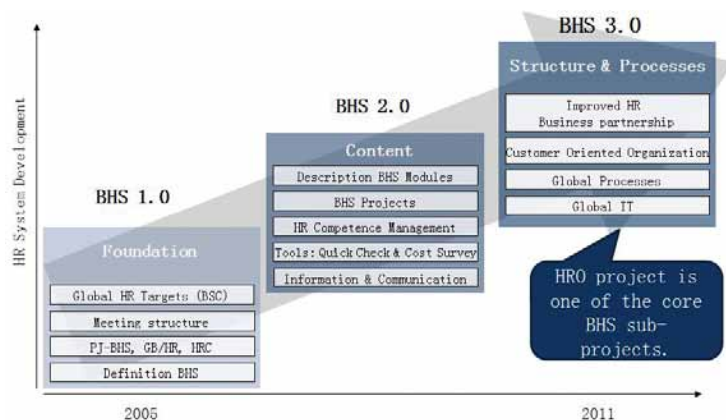 BHS 3.0
Structure & Processes
Improved HR
Business partnership
Customer Oriented Organization
Global Processes
Global IT
BHS 2.0
Content
Description BHS Modules
BHS Projects
HR Competence Management
Tools: Quick Check & Cost Survey
Information & Communication
BHS 1.0
Foundation
Global HR Targets (BSC)
Meeting structure
PJ-BHS, GB/HR, HRC
Definition BHS
HRO project is
one of the core
BHS sub-
projects.
HR System Development
2005
2011